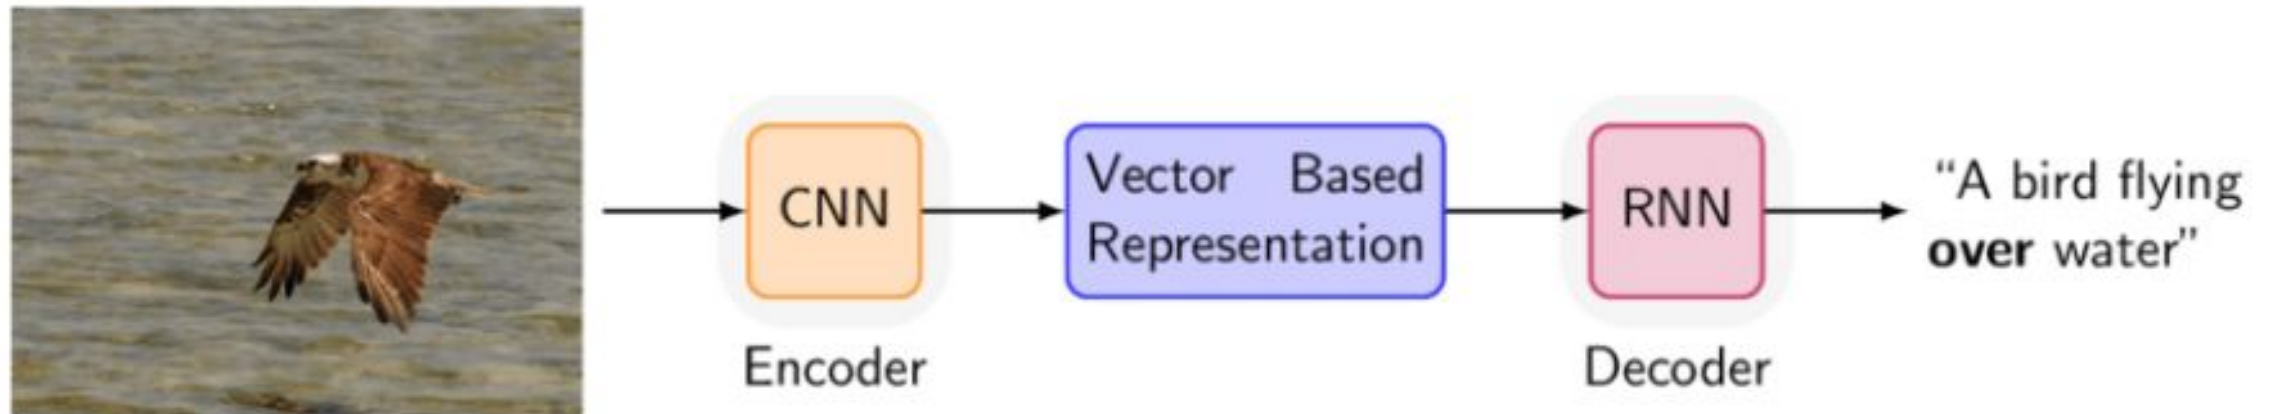 CNN
Vector Based
Representation
RNN
“A bird flying
over water”
Encoder
Decoder